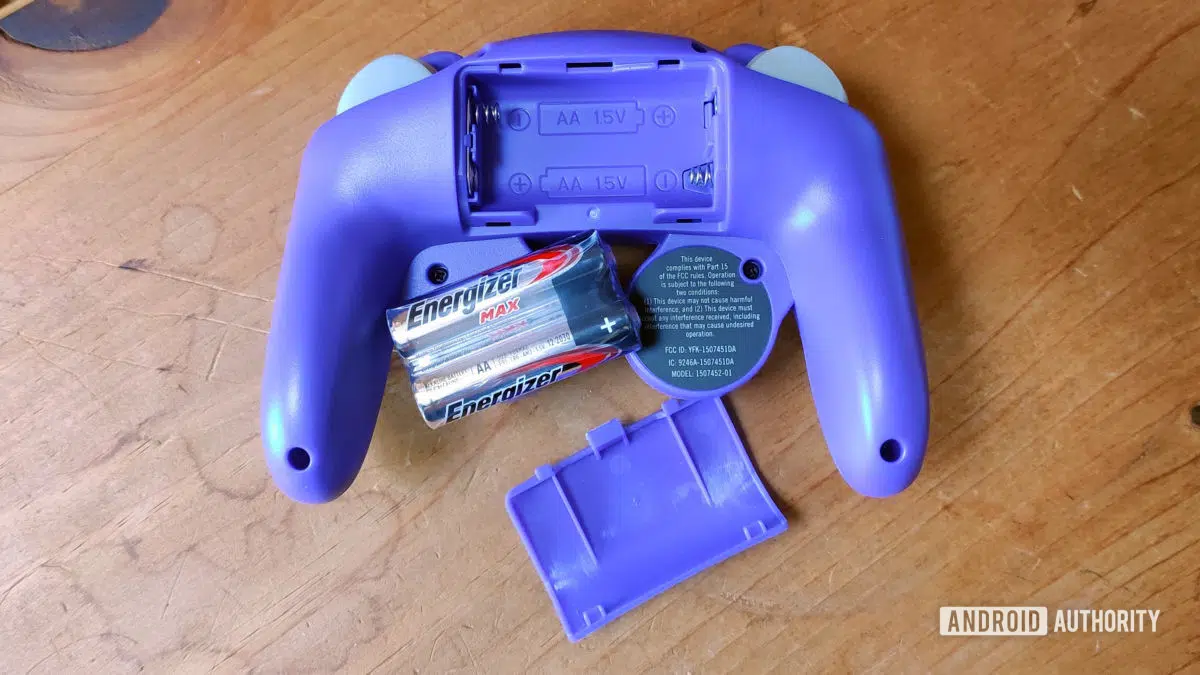 AA 1.5V
AA 1.5V
This device
complies with Part 15
of the FCC rules. Operation
is subject to the following
two conditions:
(1) This device may not cause harmful
interference, and (2) This device must
any interference received, including
interference that may cause undesired
operation.
FCC ID: YFK-1507451DA
IC: 9246A-1507451DA
MODEL: 1507452-01
Energizer
MAX
+
AA
12-2030
Energizer
ANDROID AUTHORITY